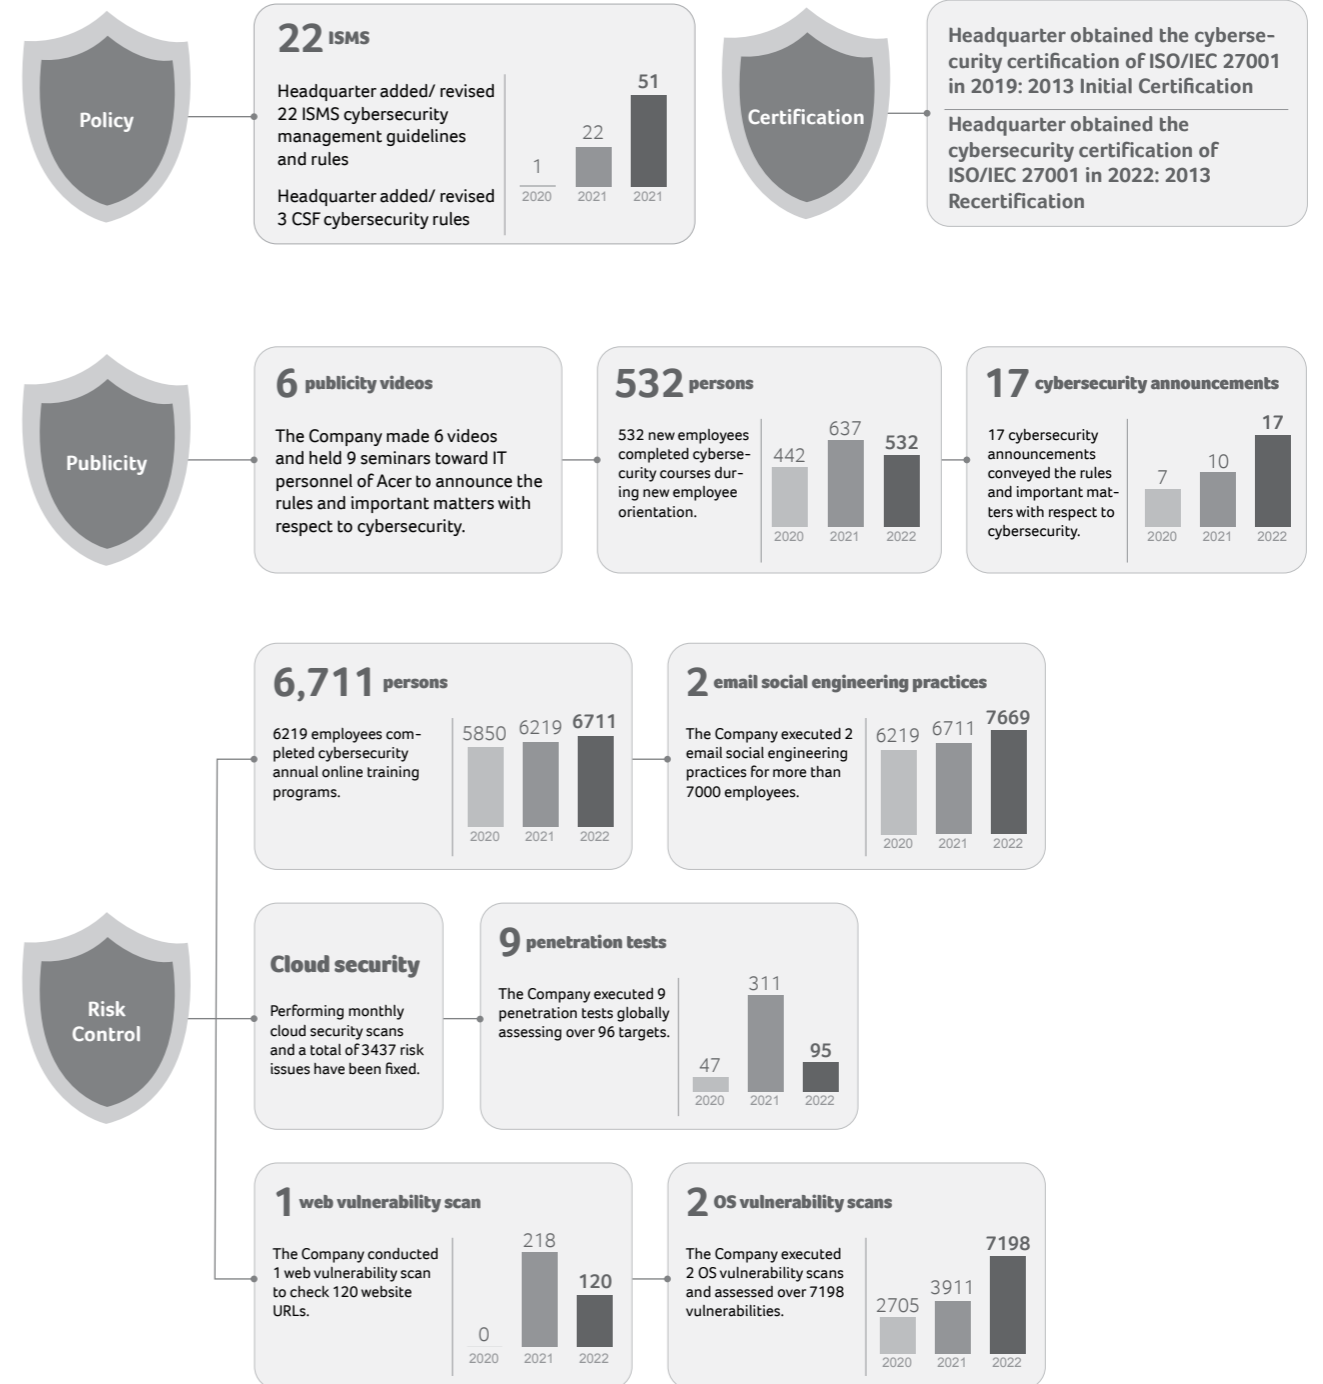 Policy
22 ISMS
Headquarter added/ revised
22 ISMS cybersecurity
management guidelines
and rules
Headquarter added/ revised
3 CSF cybersecurity rules
1
22
51
2020
2021
2021
Certification
Headquarter obtained the cyberse-
curity certification of ISO/IEC 27001
in 2019: 2013 Initial Certification
Headquarter obtained the
cybersecurity certification of
ISO/IEC 27001 in 2022: 2013
Recertification
Publicity
6 publicity videos
The Company made 6 videos
and held 9 seminars toward IT
personnel of Acer to announce the
rules and important matters with
respect to cybersecurity.
532 persons
532 new employees
completed cyberse-
curity courses dur-
ing new employee
orientation.
442
637
532
2020
2021
2022
17 cybersecurity announcements
17 cybersecurity
announcements
conveyed the rules
and important mat-
ters with respect to
cybersecurity.
7
10
17
2020
2021
2022
Risk
Control
6,711 persons
6219 employees com-
pleted cybersecurity
annual online training
programs.
5850
6219
6711
2020
2021
2022
2 email social engineering practices
The Company executed 2
email social engineering
practices for more than
7000 employees.
6219
6711
7669
2020
2021
2022
Cloud security
Performing monthly
cloud security scans
and a total of 3437 risk
issues have been fixed.
9 penetration tests
The Company executed 9
penetration tests globally
assessing over 96 targets.
47
311
95
2020
2021
2022
1 web vulnerability scan
The Company conducted
1 web vulnerability scan
to check 120 website
URLs.
0
218
120
2020
2021
2022
2 OS vulnerability scans
The Company executed
2 OS vulnerability scans
and assessed over 7198
vulnerabilities.
2705
3911
7198
2020
2021
2022